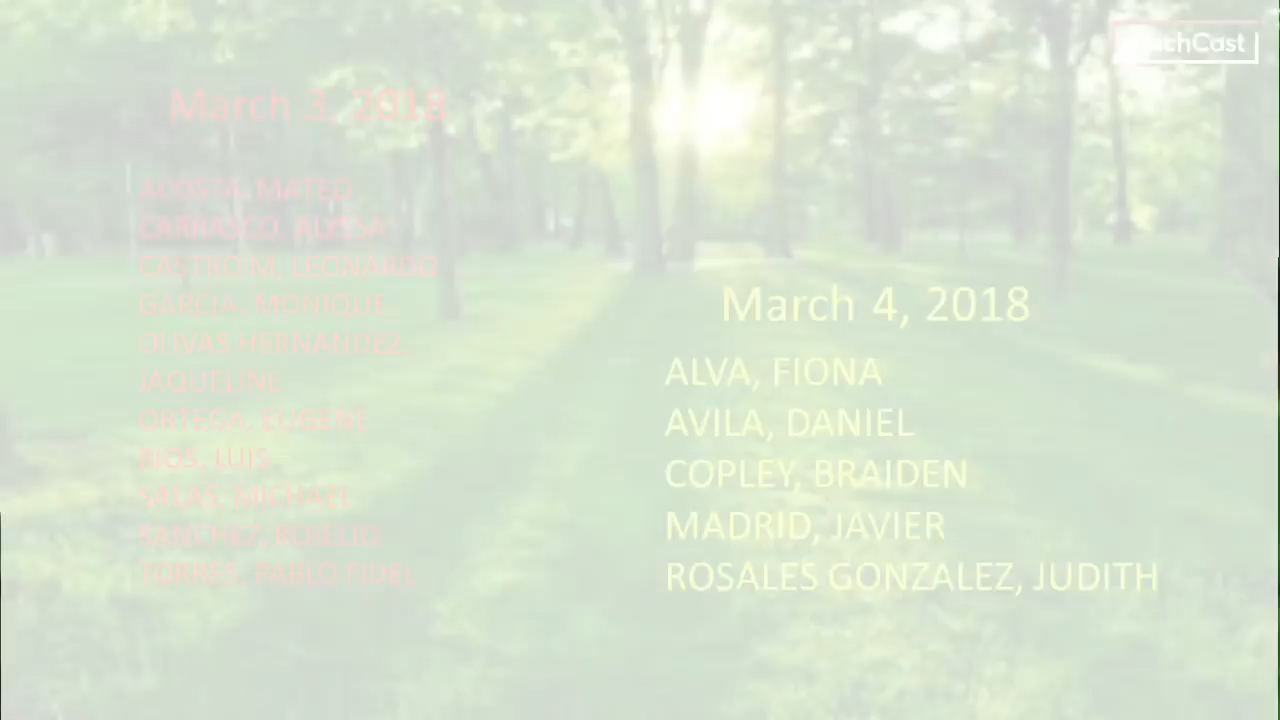 March 3, 2018
ACOSTA, MATEO
CARRASCO, ALYSSA
CASTRO M, LEONARDO
GARCIA, MONIQUE
OLIVAS HERNANDEZ,
JAQUELINE
ORTEGA, EUGENE
RIOS, LUIS
SALAS, MICHAEL
SANCHEZ,
TORRES, PABLO FIDEL
March 4, 2018
ALVA, FIONA
AVILA, DANIEL
COPLEY, BRAIDEN
MADRID, JAVIER
ROSALES GONZALEZ, JUDITH